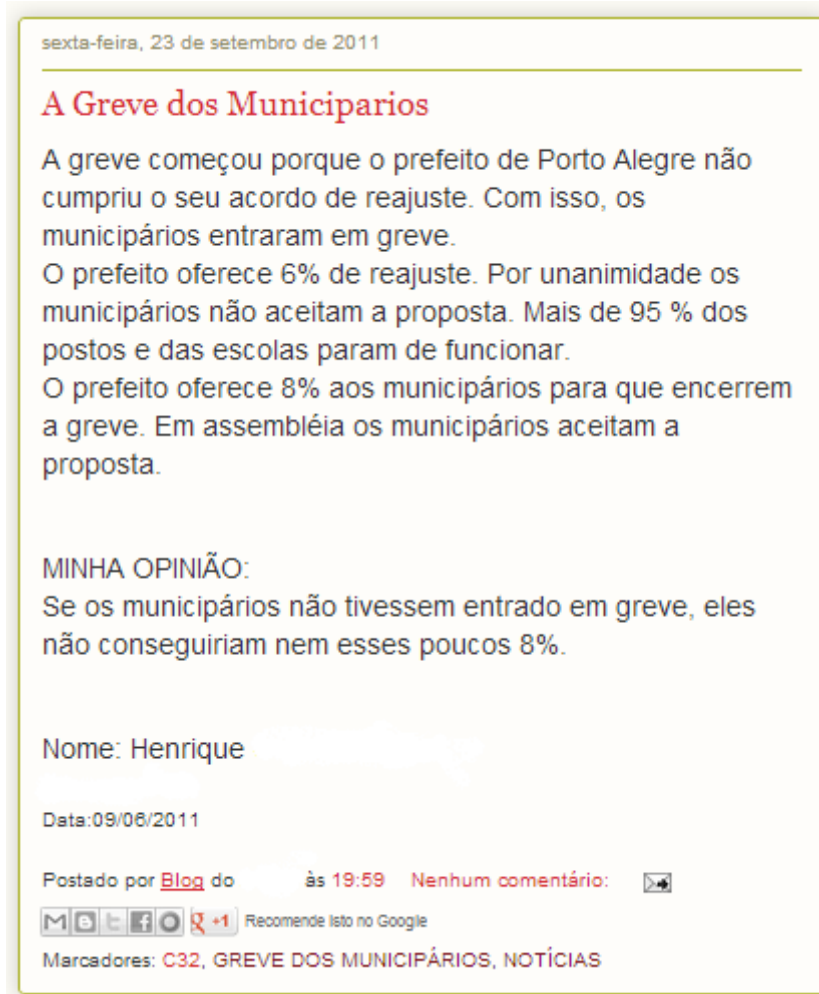 sexta-feira, 23 de setembro de 2011
A Greve dos Municiparios
A greve começou porque o prefeito de Porto Alegre não
cumpriu o seu acordo de reajuste. Com isso, os
municipários entraram em greve.
O prefeito oferece 6% de reajuste. Por unanimidade os
municipários não aceitam a proposta. Mais de 95 % dos
postos e das escolas param de funcionar.
O prefeito oferece 8% aos municipários para que encerrem
a greve. Em assembléia os municipários aceitam a
proposta.
MINHA OPINIÃO:
Se os municipários não tivessem entrado em greve, eles
não conseguiriam nem esses poucos 8%.
Nome: Henrique
Data:09/06/2011
Postado por Blog do às 19:59 Nenhum comentário:
g +1 Recomende isto no Google
Marcadores: C32, GREVE DOS MUNICIPÁRIOS, NOTÍCIAS